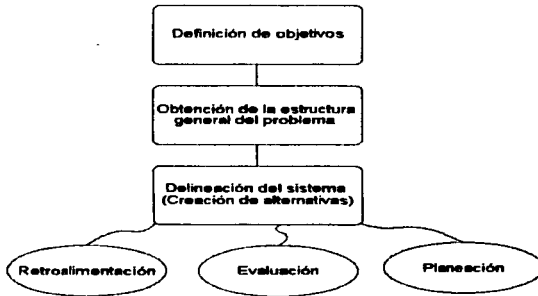 Definición de objetivos
Obtención de la estructura
general del problema
Delineación del sistema
(Creación de alternativas)
Retroalimentación
Evaluación
Planeación